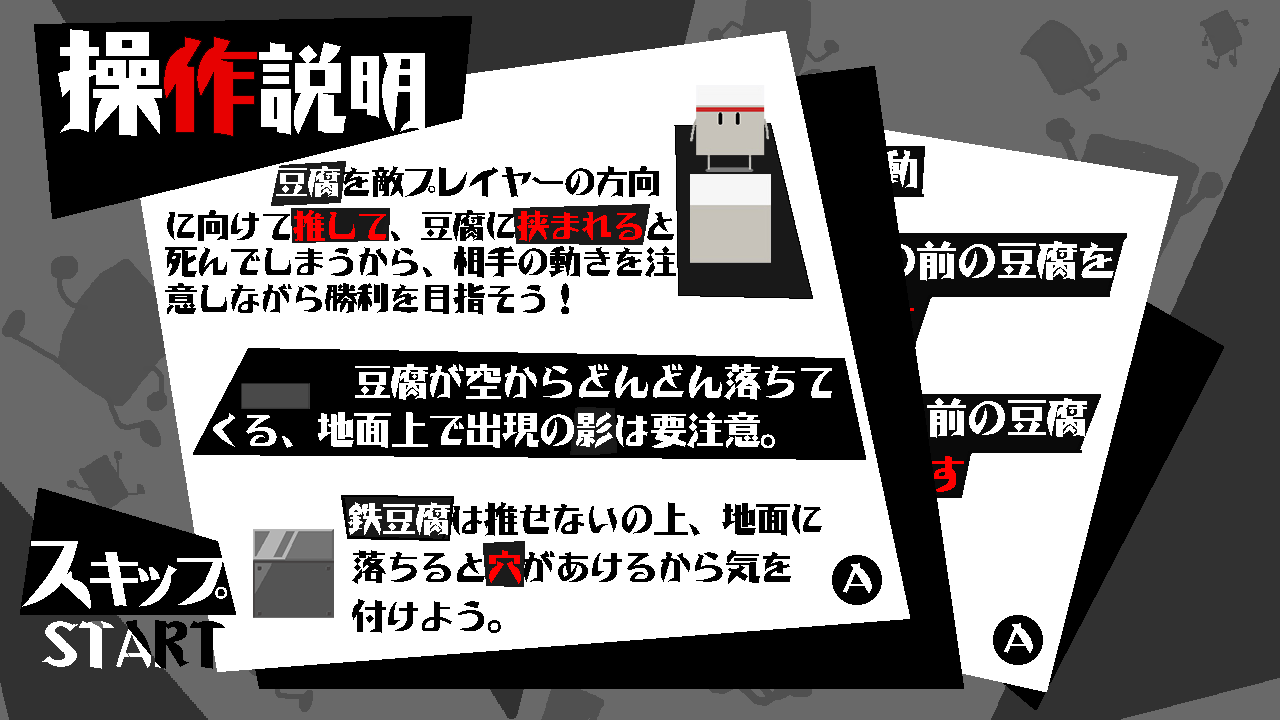 操作説明
豆腐を敵プレイヤーの方向
に向けて推して、豆腐に挟まれると
死んでしまうから、相手の動きを注
意しながら勝利を目指そう！
豆腐が空からどんどん落ちて
くる、地面上で出現の影は要注意。
鉄豆腐は推せないの上、地面に
落ちると穴があけるから気を
付けよう。
A
動
の前の豆腐を
前の豆腐
す
A
スキップ
START